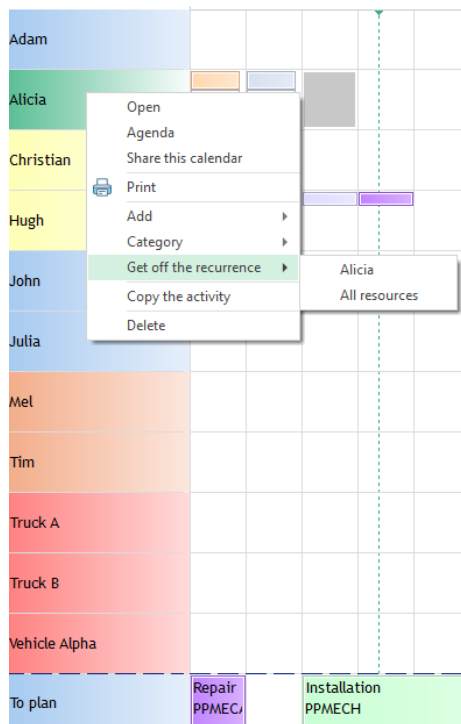 Adam
Alicia
Christian
Hugh
John
Julia
Mel
Tim
Truck A
Truck B
Vehicle Alpha
To plan
Open
Agenda
Share this calendar
Print
Add
Category
Get off the recurrence
Copy the activity
Delete
Alicia
All resources
Repair
PPMECA
Installation
PPMECH